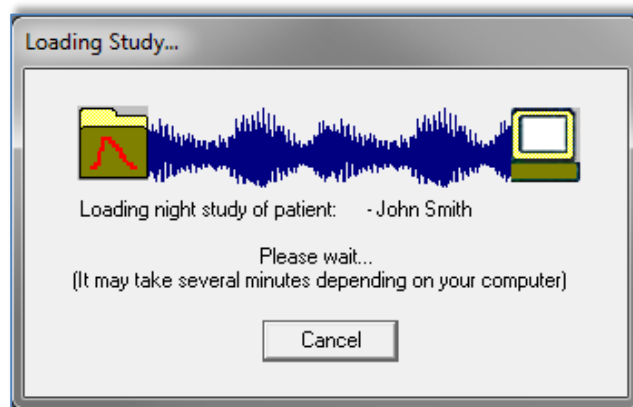 Loading Study...
Loading night study of patient: - John Smith
Please wait...
(It may take several minutes depending on your computer)
Cancel